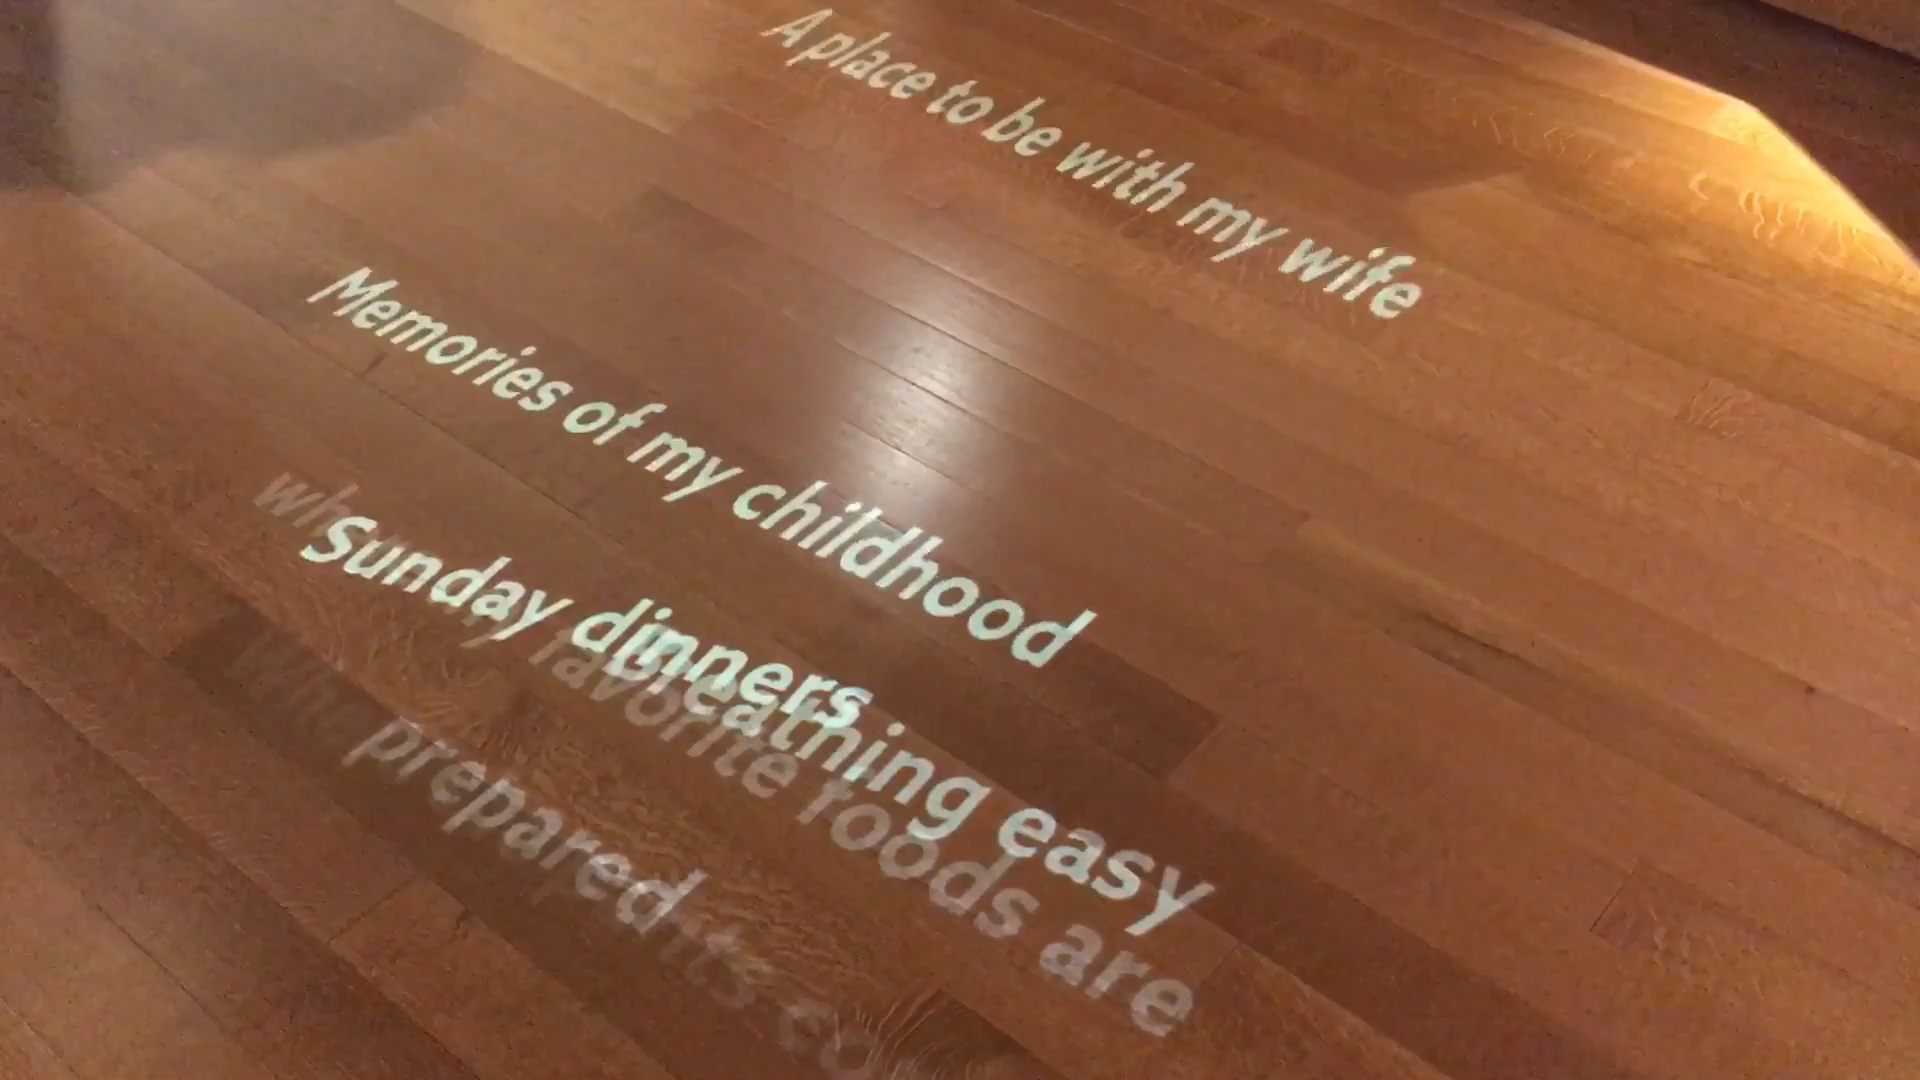 A place to be with my wife
Memories of my childhood
Sunday dinners
breathing easy
favorite foods are
prepared